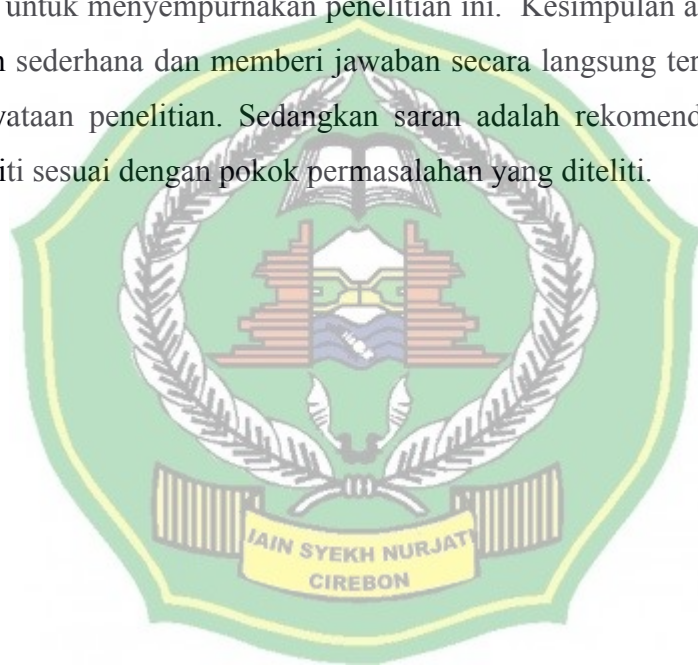 untuk menyempurnakan penelitian ini. Kesimpulan a
sederhana dan memberi jawaban secara langsung ter
yataan penelitian. Sedangkan saran adalah rekomend
iti sesuai dengan pokok permasalahan yang diteliti.
IAIN SYEKH NURJATI
CIREBON